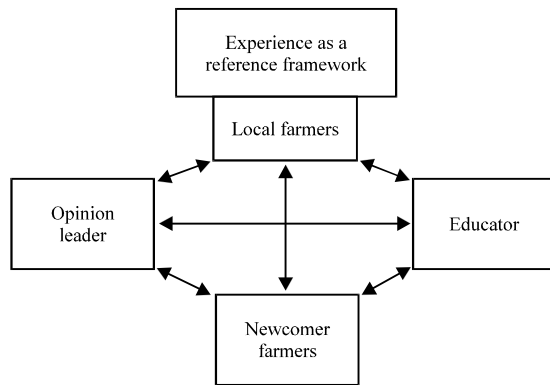 Experience as a
reference framework
Local farmers
Opinion
leader
Educator
Newcomer
farmers